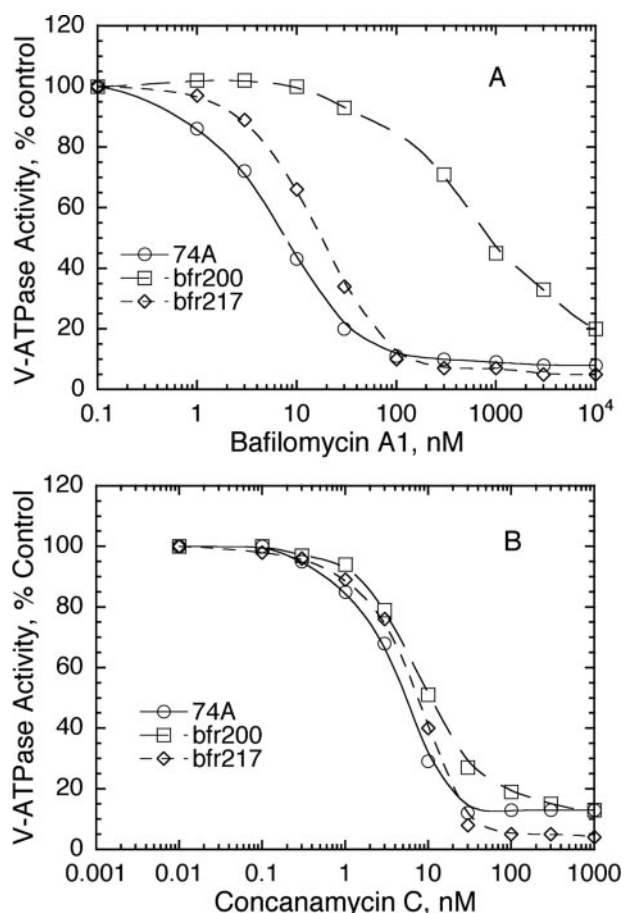 120
100
80
60
40
20
0
V-ATPase Activity, % control
A
74A
bfr200
bfr217
0.1 1 10 100 1000 10⁴
Bafilomycin A1, nM
120
100
80
60
40
20
0
V-ATPase Activity, % Control
B
74A
bfr200
bfr217
0.001 0.01 0.1 1 10 100 1000
Concanamycin C, nM